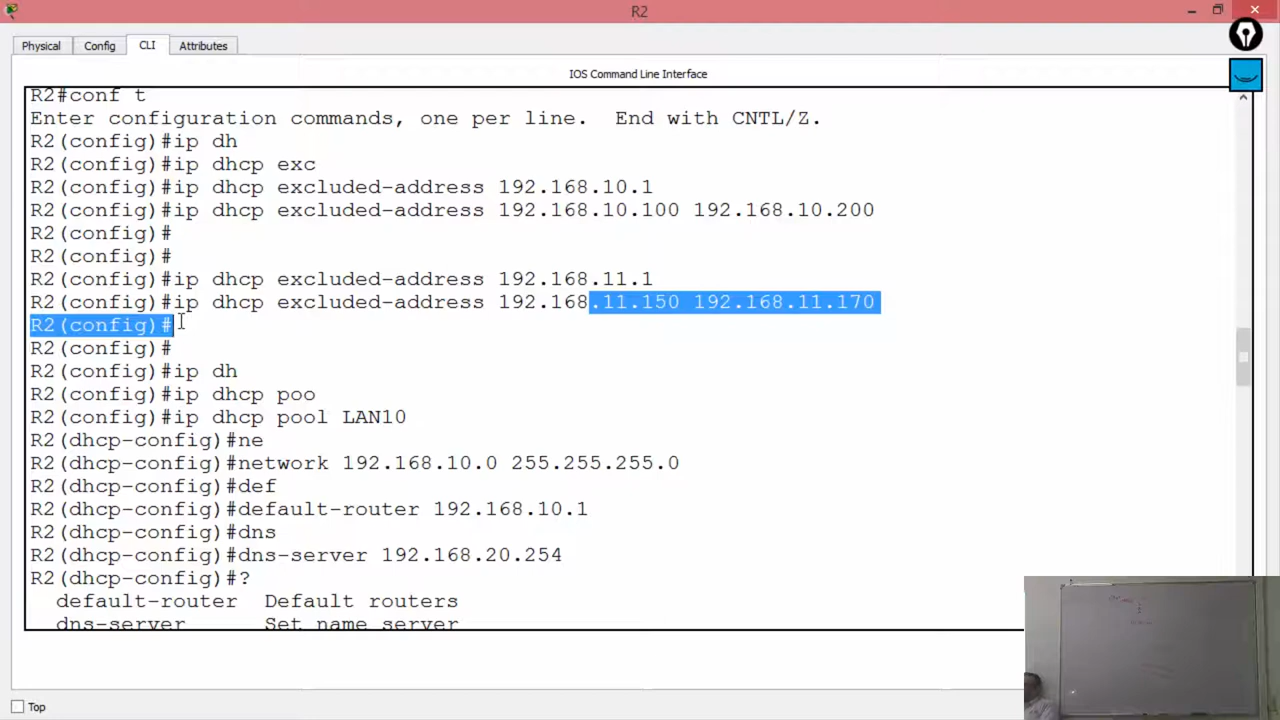 R2
Physical Config CLI Attributes
IOS Command Line Interface
R2#conf t
Enter configuration commands, one per line.  End with CNTL/Z.
R2(config)#ip dh
R2(config)#ip dhcp exc
R2(config)#ip dhcp excluded-address 192.168.10.1
R2(config)#ip dhcp excluded-address 192.168.10.100 192.168.10.200
R2(config)#
R2(config)#
R2(config)#ip dhcp excluded-address 192.168.11.1
R2(config)#ip dhcp excluded-address 192.168.11.150 192.168.11.170
R2(config)#
R2(config)#
R2(config)#ip dh
R2(config)#ip dhcp poo
R2(config)#ip dhcp pool LAN10
R2(dhcp-config)#ne
R2(dhcp-config)#network 192.168.10.0 255.255.255.0
R2(dhcp-config)#def
R2(dhcp-config)#default-router 192.168.10.1
R2(dhcp-config)#dns
R2(dhcp-config)#dns-server 192.168.20.254
R2(dhcp-config)#?
default-router  Default routers
dns-server      Set name server
Top